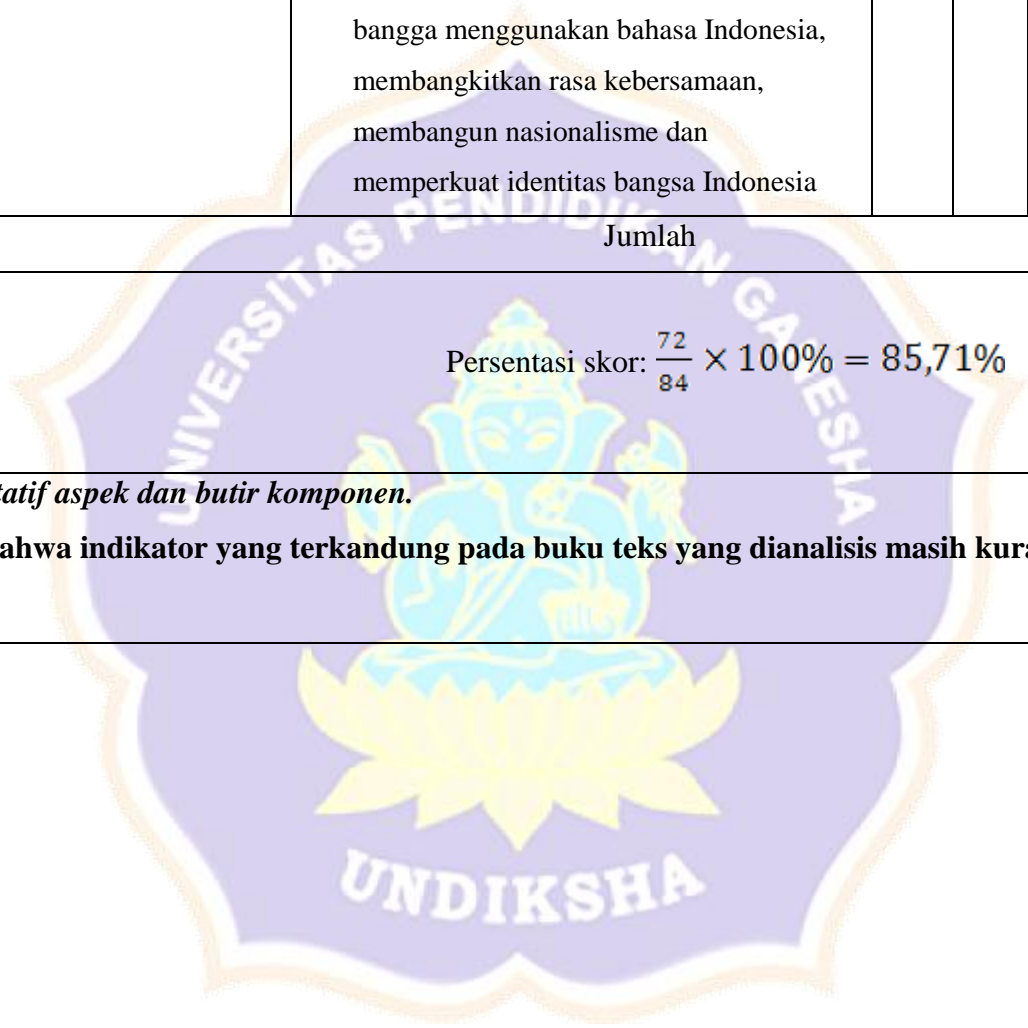 bangga menggunakan bahasa Indonesia,
membangkitkan rasa kebersamaan,
membangun nasionalisme dan
memperkuat identitas bangsa Indonesia
Jumlah
Persentasi skor: 72/84 × 100% = 85,71%
tatif aspek dan butir komponen.
ahwa indikator yang terkandung pada buku teks yang dianalisis masih kura
UNIVERSITAS PENDIDIKAN GANESHA
UNDIKSHA